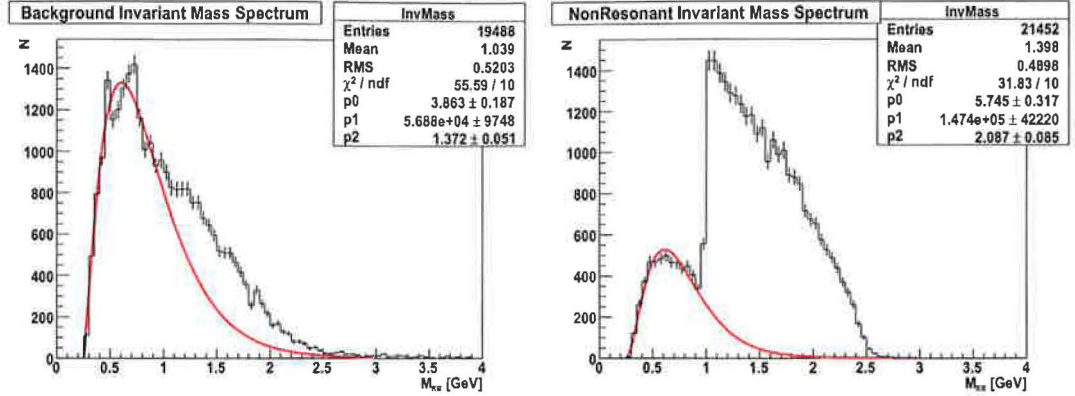 Background Invariant Mass Spectrum
InvMass
Entries 19488
Mean 1.039
RMS 0.5203
χ² / ndf 55.59 / 10
p0 3.863 ± 0.187
p1 5.688e+04 ± 9748
p2 1.372 ± 0.051
N
1400
1200
1000
800
600
400
200
0
0 0.5 1 1.5 2 2.5 3 3.5 4
[GeV]
NonResonant Invariant Mass Spectrum
InvMass
Entries 21452
Mean 1.398
RMS 0.4898
χ² / ndf 31.83 / 10
p0 5.745 ± 0.317
p1 1.474e+05 ± 42220
p2 2.087 ± 0.085
N
1400
1200
1000
800
600
400
200
0
0 0.5 1 1.5 2 2.5 3 3.5 4
[GeV]